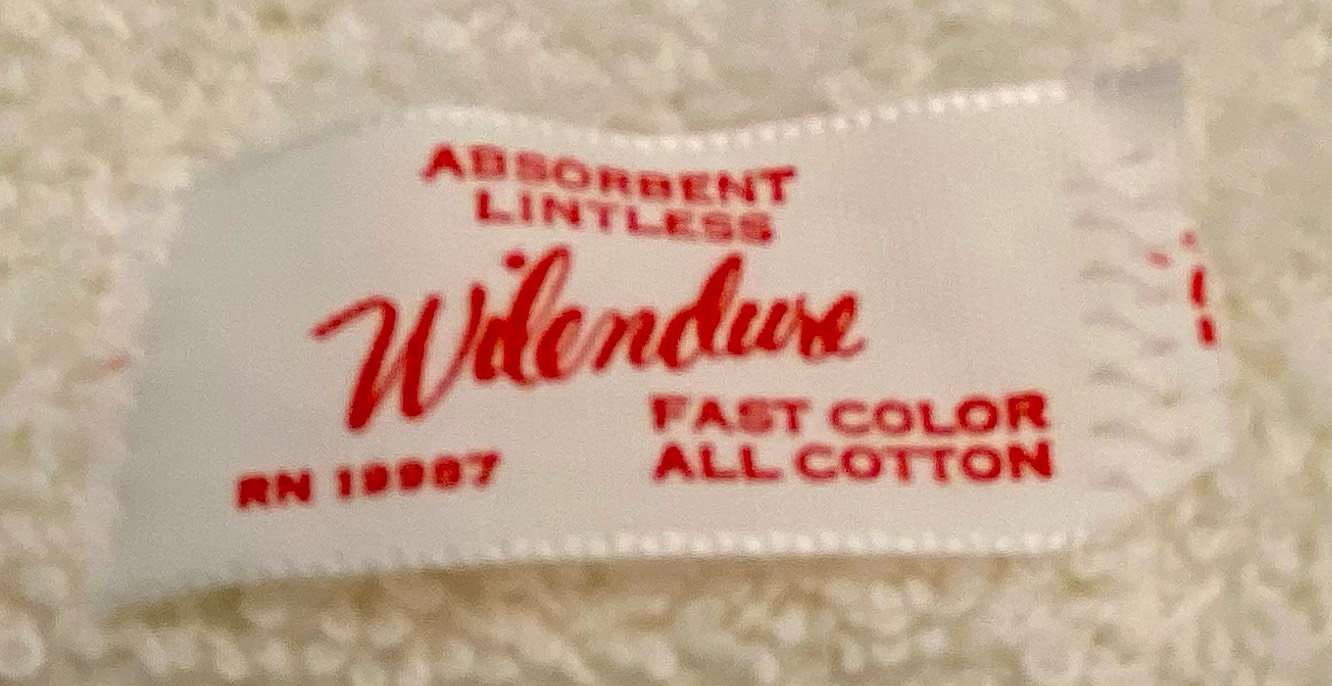 ABSORBENT
LINTLESS
Wilendure
FAST COLOR
ALL COTTON
RN 19987